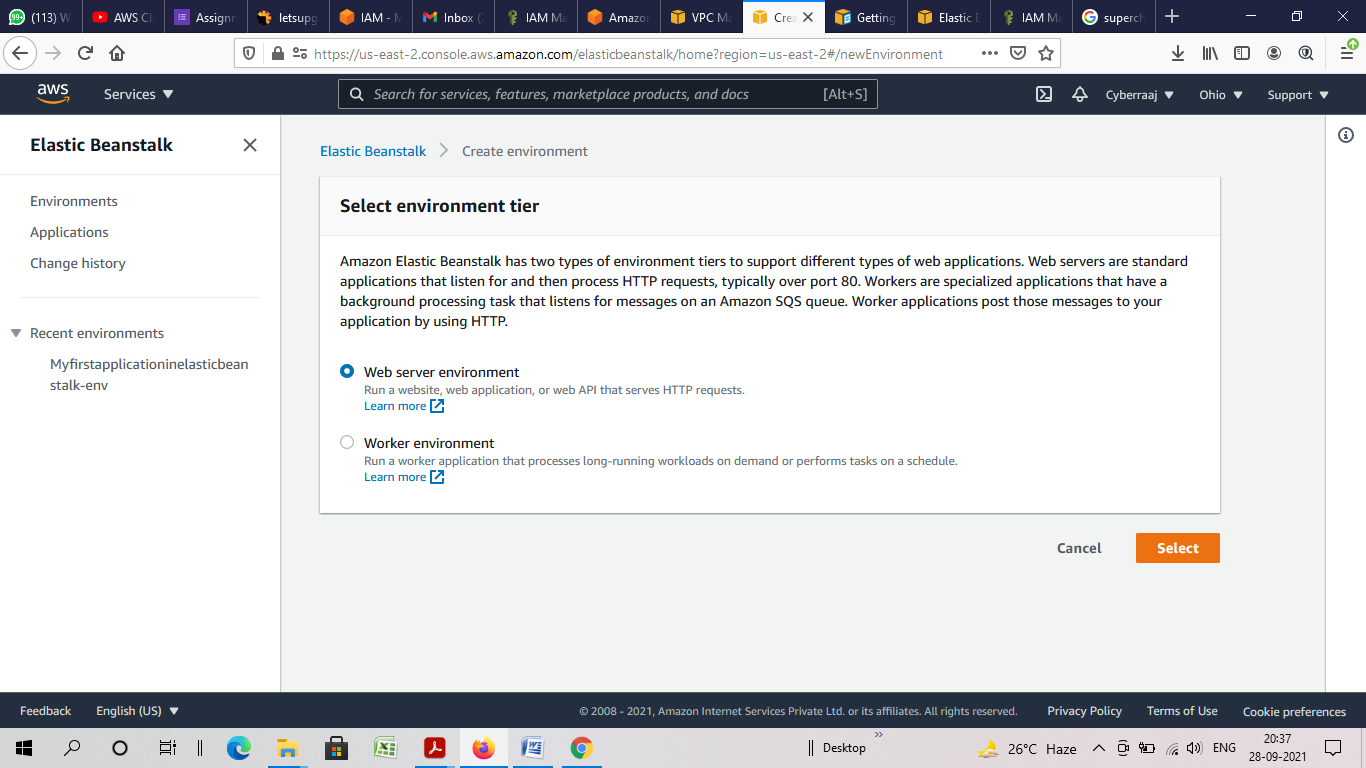 (113) W
AWS Cl
Assignm
letsupg
IAM - M
Inbox (
IAM Ma
Amazon
VPC Ma
Crea
Getting
Elastic B
IAM Ma
superch
https://us-east-2.console.aws.amazon.com/elasticbeanstalk/home?region=us-east-2#/newEnvironment
aws
Services
Search for services, features, marketplace products, and docs [Alt+S]
Cyberraaj
Ohio
Support
Elastic Beanstalk
Environments
Applications
Change history
Recent environments
Myfirstapplicationinelasticbean
stalk-env
Elastic Beanstalk > Create environment
Select environment tier
Amazon Elastic Beanstalk has two types of environment tiers to support different types of web applications. Web servers are standard
applications that listen for and then process HTTP requests, typically over port 80. Workers are specialized applications that have a
background processing task that listens for messages on an Amazon SQS queue. Worker applications post those messages to your
application by using HTTP.
Web server environment
Run a website, web application, or web API that serves HTTP requests.
Learn more
Worker environment
Run a worker application that processes long-running workloads on demand or performs tasks on a schedule.
Learn more
Cancel
Select
Feedback
English (US)
© 2008 - 2021, Amazon Internet Services Private Ltd. or its affiliates. All rights reserved.
Privacy Policy
Terms of Use
Cookie preferences
Desktop
26°C Haze
ENG
20:37
28-09-2021